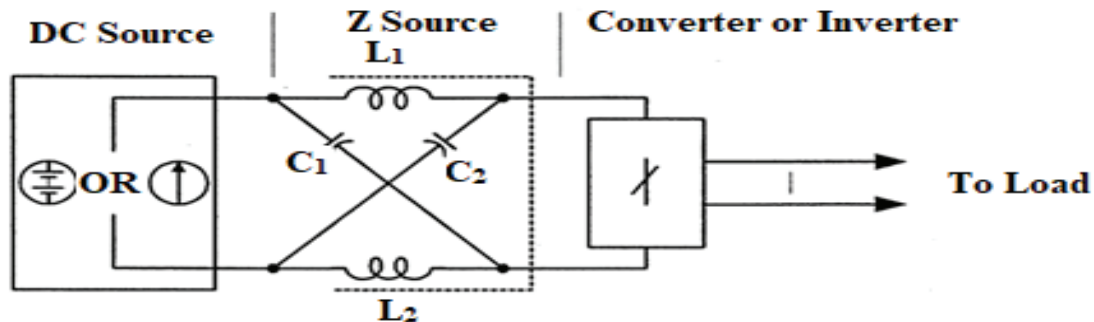 DC Source
Z Source
Converter or Inverter
L1
C1
C2
OR
To Load
L2